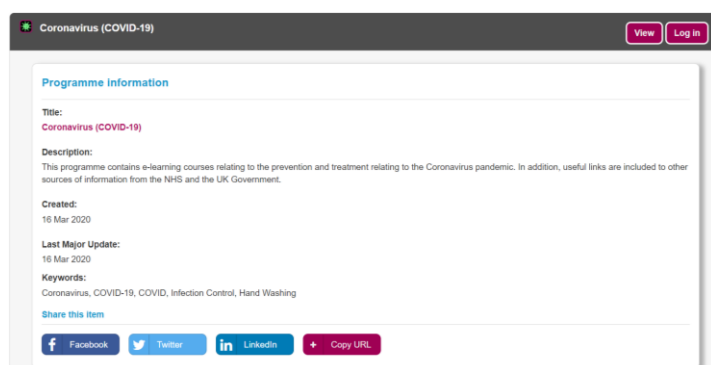 Coronavirus (COVID-19)
View
Log in
Programme information
Title:
Coronavirus (COVID-19)
Description:
This programme contains e-learning courses relating to the prevention and treatment relating to the Coronavirus pandemic. In addition, useful links are included to other
sources of information from the NHS and the UK Government.
Created:
16 Mar 2020
Last Major Update:
16 Mar 2020
Keywords:
Coronavirus, COVID-19, COVID, Infection Control, Hand Washing
Share this item
Facebook
Twitter
LinkedIn
+ Copy URL